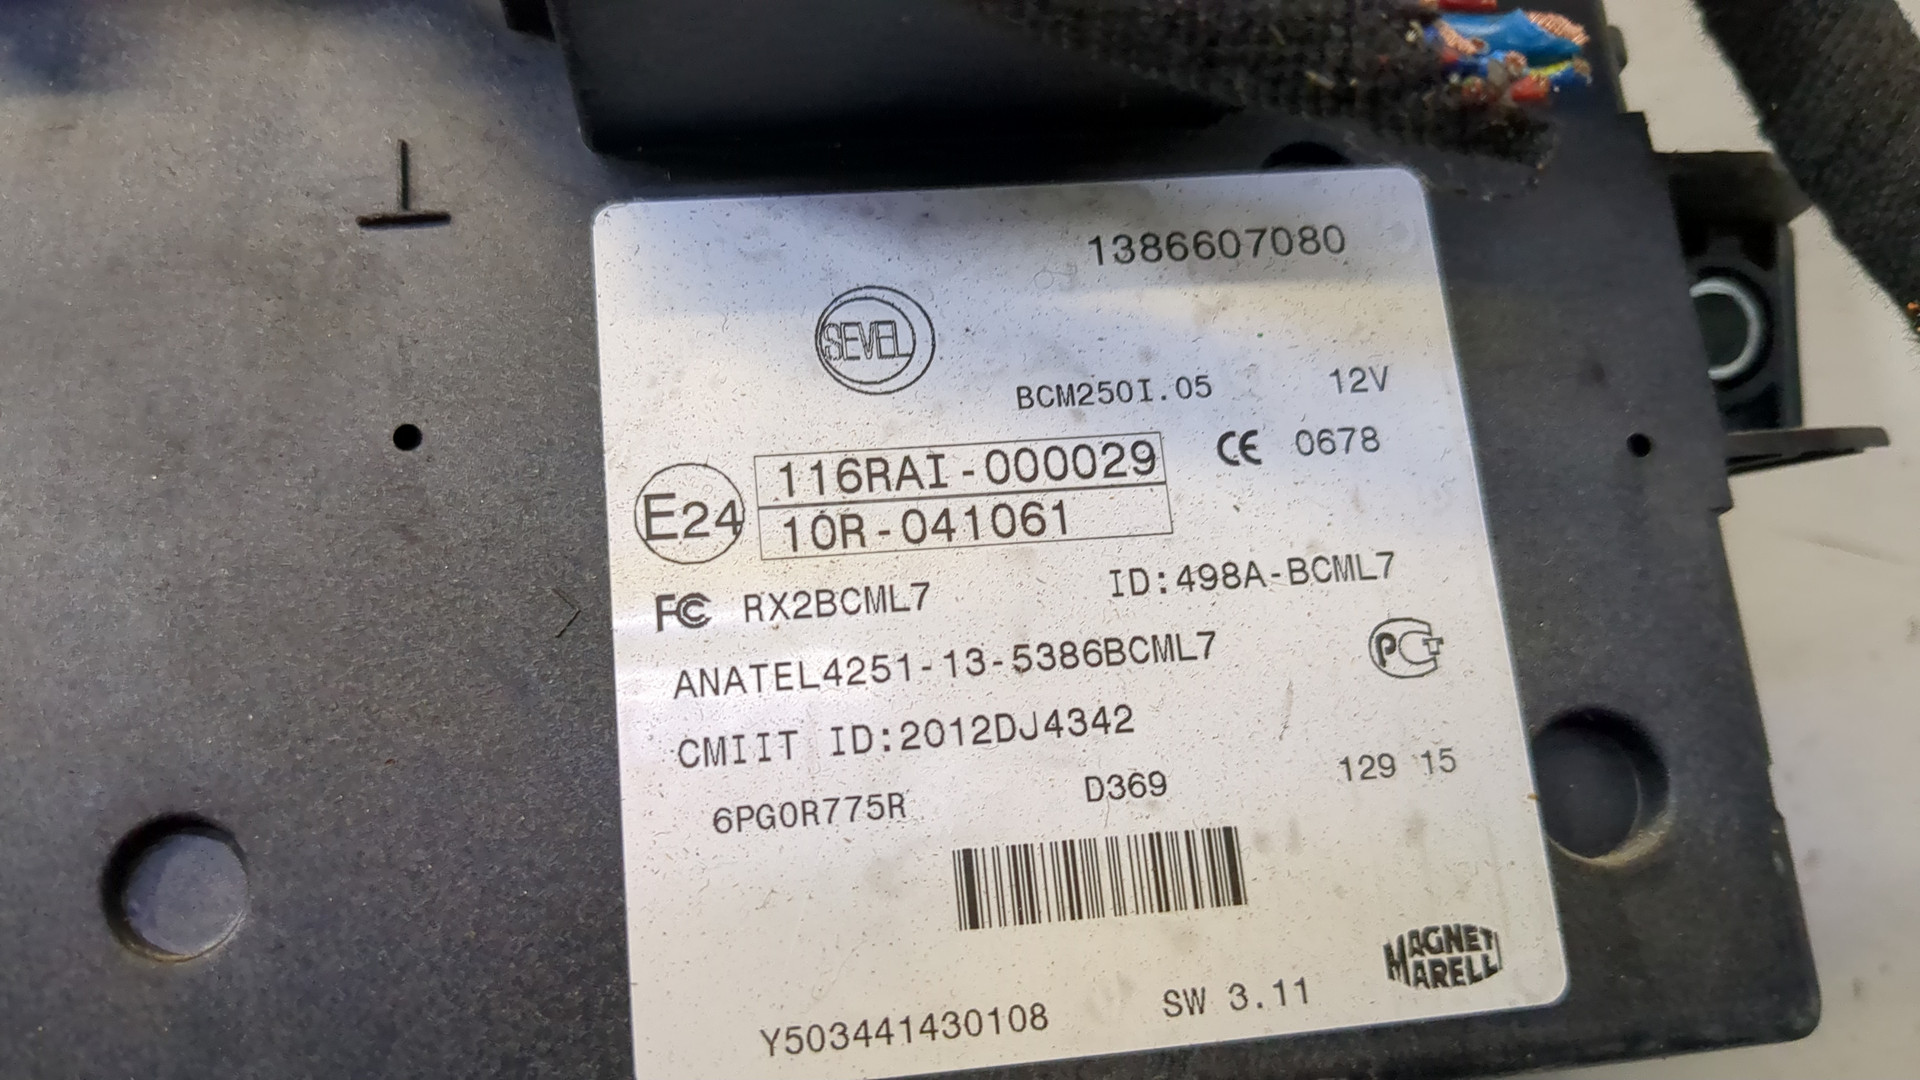 1386607080
SEVEL
BCM250I.05 12V
116RAI-000029 CE 0678
E24
10R-041061
FC RX2BCML7 ID:498A-BCML7
ANATEL4251-13-5386BCML7 PCT
CMIIT ID:2012DJ4342
6PG0R775R D369 129 15
MAGNETI
MARELLI
Y503441430108 SW 3.11